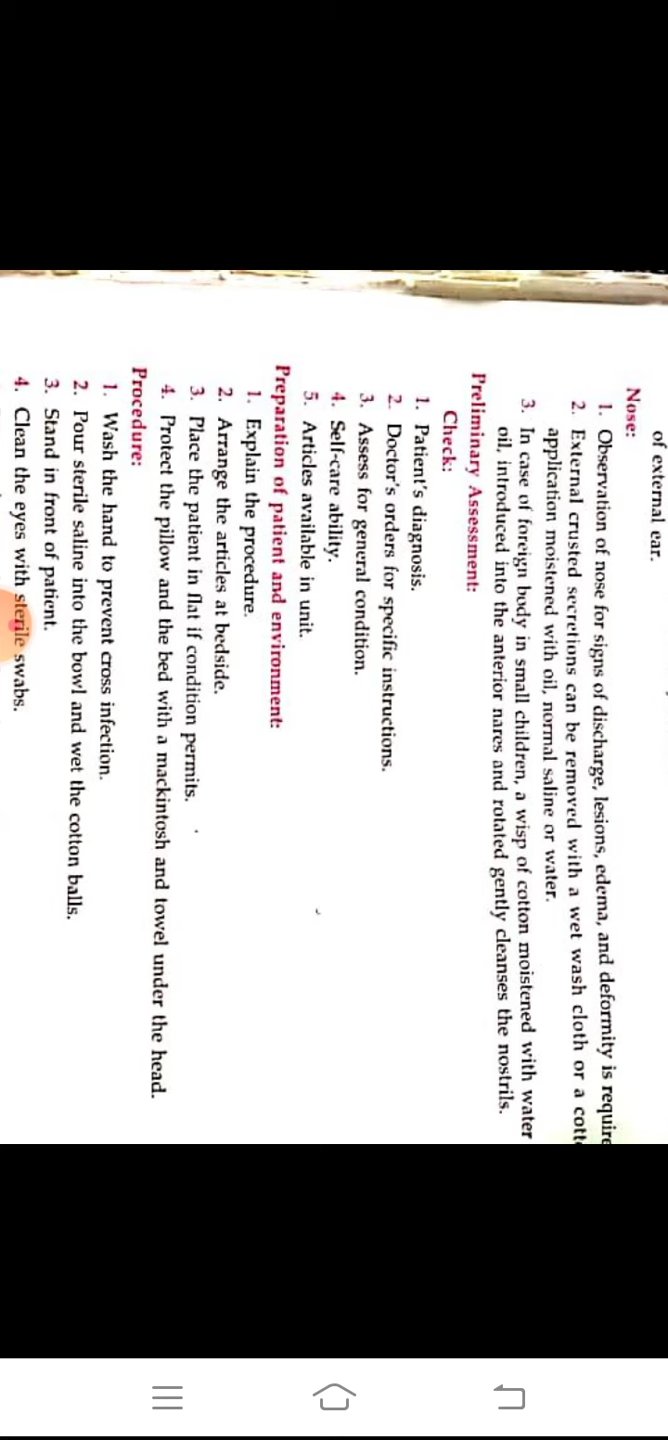 of external ear.
Nose:
1. Observation of nose for signs of discharge, lesions, edema, and deformity is
2. External crusted secretions can be removed with a wet wash cloth or a
application moistened with oil, normal saline or water.
3. In case of foreign body in small children, a wisp of cotton moistened with water
oil, introduced into the anterior nares and rotated gently cleanses the nostrils.
Preliminary Assessment:
Check:
1. Patient's diagnosis.
2. Doctor's orders for specific instructions.
3. Assess for general condition.
4. Self-care ability.
5. Articles available in unit.
Preparation of patient and environment:
1. Explain the procedure.
2. Arrange the articles at bedside.
3. Place the patient in flat if condition permits.
4. Protect the pillow and the bed with a mackintosh and towel under the head.
Procedure:
1. Wash the hand to prevent cross infection.
2. Pour sterile saline into the bowl and wet the cotton balls.
3. Stand in front of patient.
4. Clean the eyes with sterile swabs.